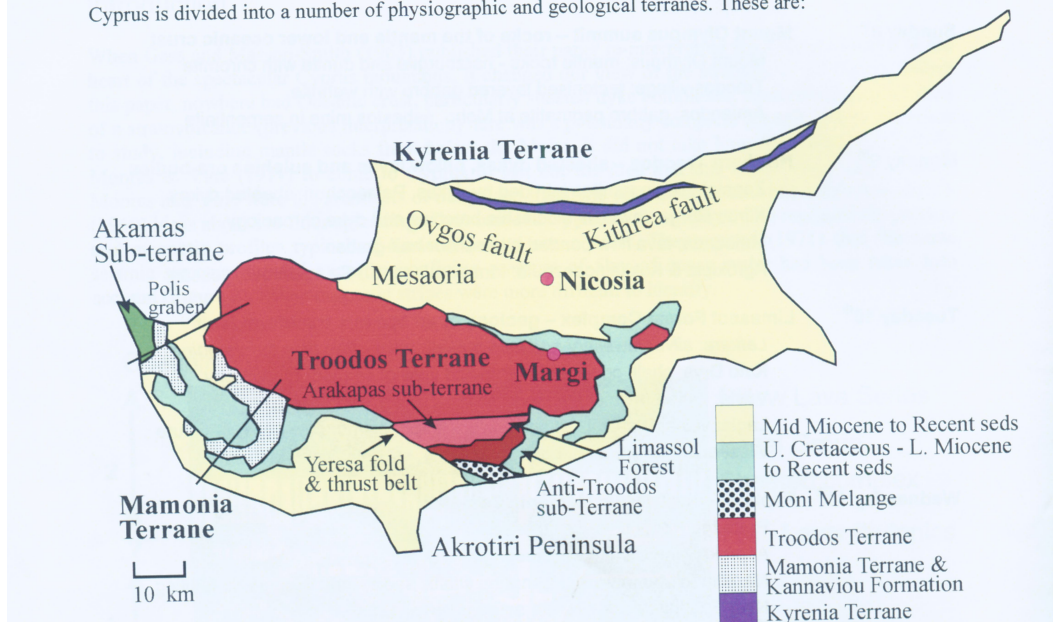 Cyprus is divided into a number of physiographic and geological terranes. These are:
Kyrenia Terrane
Akamas
Sub-terrane
Ovgos fault
Kithrea fault
Mesaoria
Nicosia
Polis
graben
Troodos Terrane
Margi
Arakapas sub-terrane
Yeresa fold
& thrust belt
Limassol
Forest
Anti-Troodos
sub-Terrane
Mamonia
Terrane
Akrotiri Peninsula
10 km
Mid Miocene to Recent seds
U. Cretaceous - L. Miocene
to Recent seds
Moni Melange
Troodos Terrane
Mamonia Terrane &
Kannaviou Formation
Kyrenia Terrane